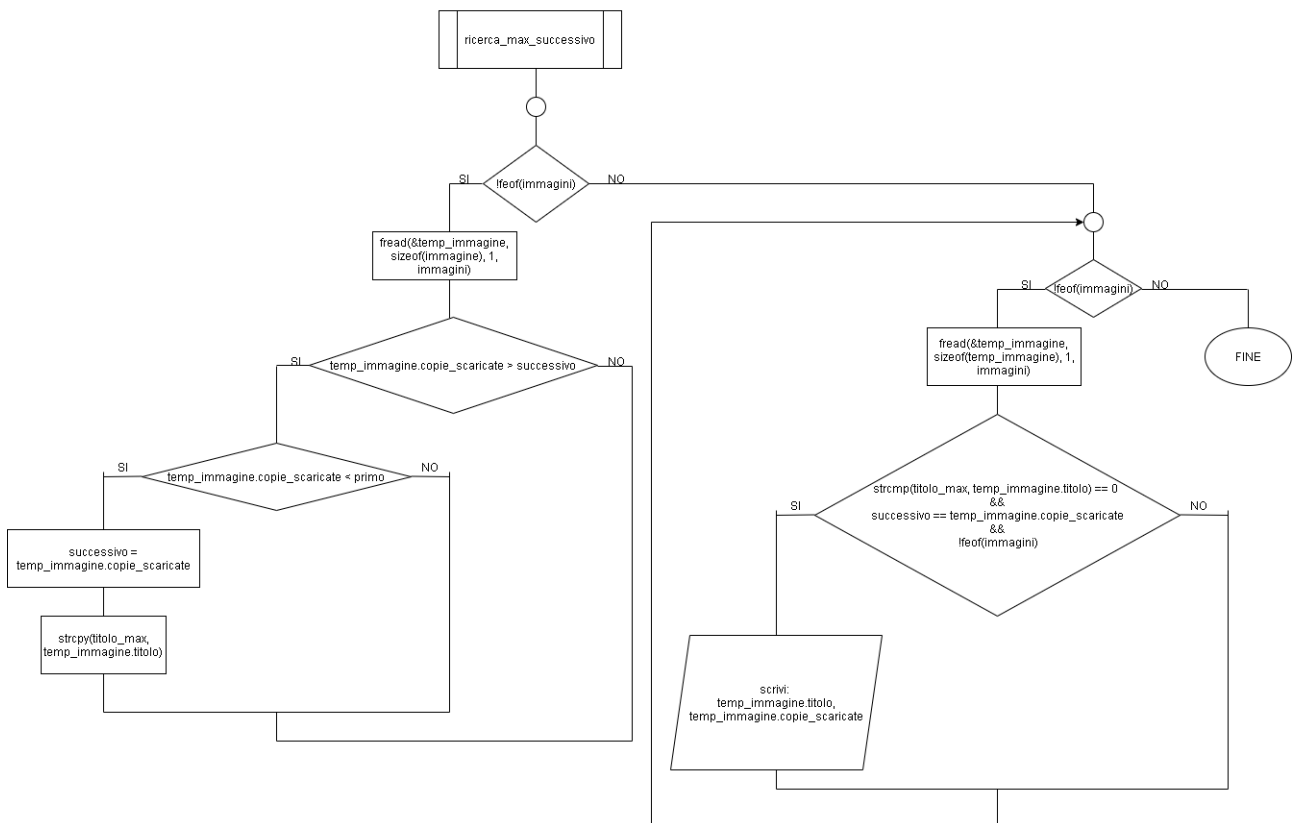 ricerca_max_successivo
!feof(immagini)
SI
NO
fread(&temp_immagine,
sizeof(immagine), 1,
immagini)
temp_immagine.copie_scaricate > successivo
SI
NO
temp_immagine.copie_scaricate < primo
SI
NO
successivo =
temp_immagine.copie_scaricate
strcpy(titolo_max,
temp_immagine.titolo)
!feof(immagini)
SI
NO
FINE
fread(&temp_immagine,
sizeof(temp_immagine), 1,
immagini)
strcmp(titolo_max, temp_immagine.titolo) == 0
&&
successivo == temp_immagine.copie_scaricate
&&
!feof(immagini)
SI
NO
scrivi:
temp_immagine.titolo,
temp_immagine.copie_scaricate